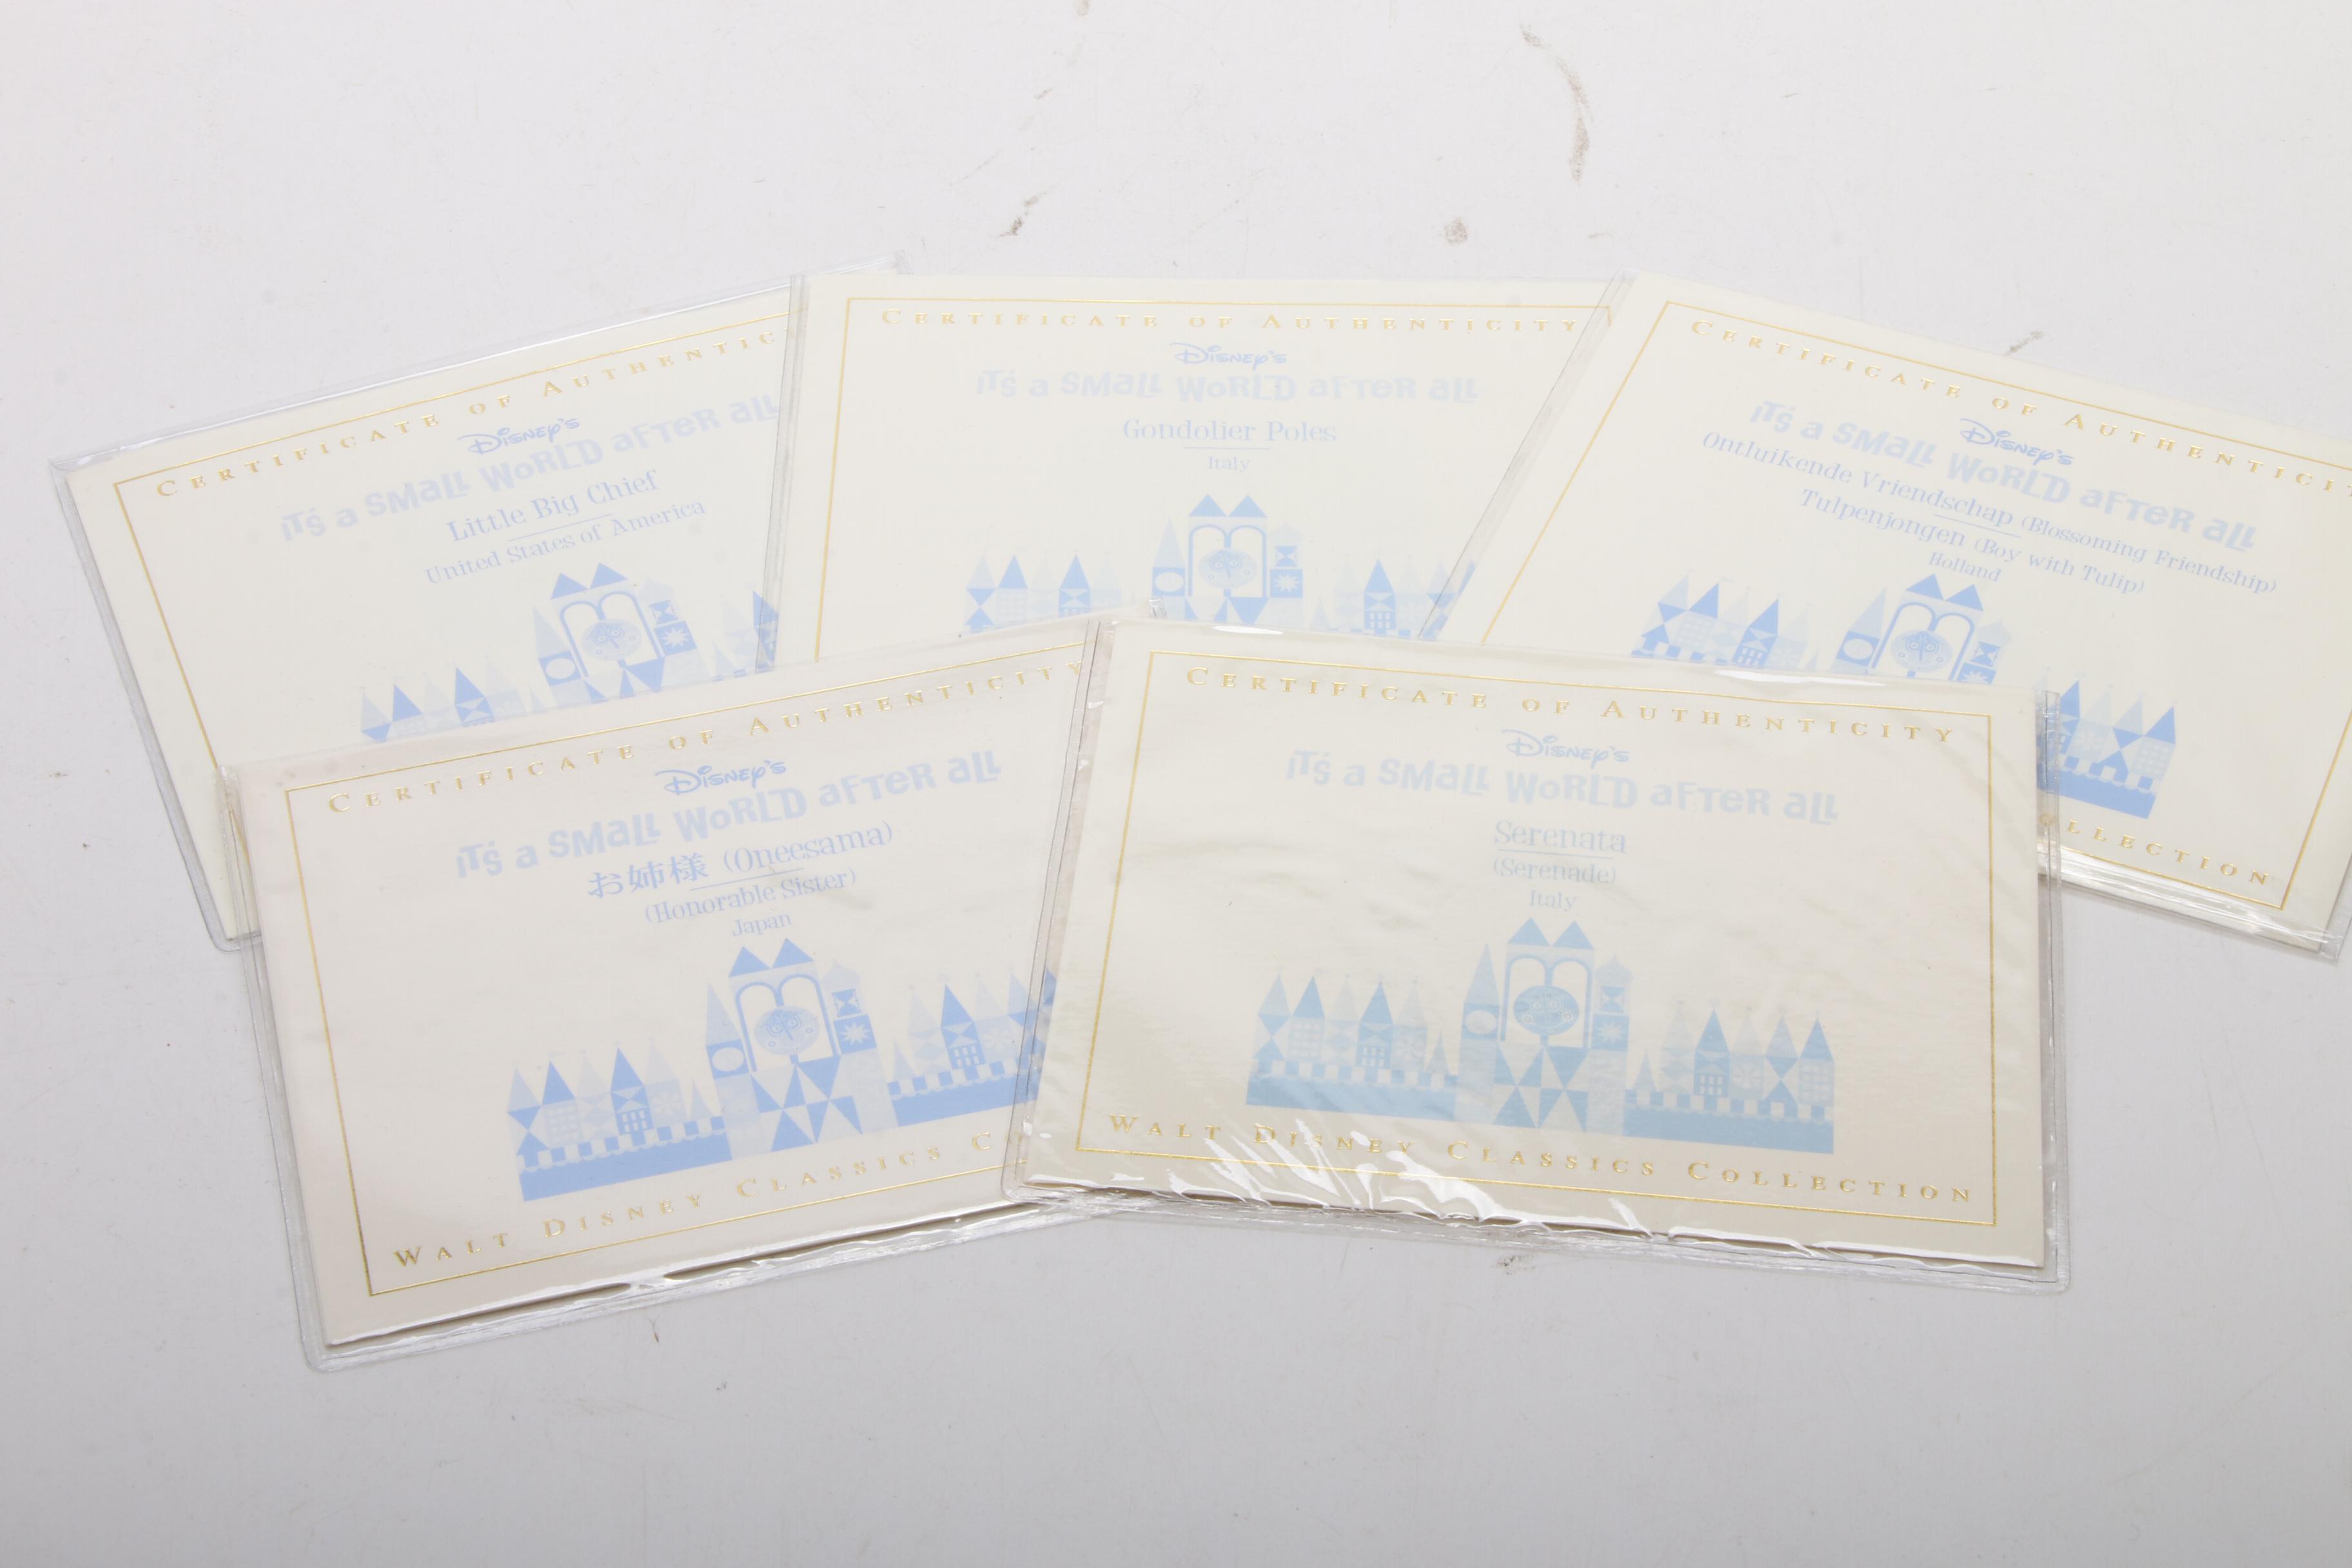 CERTIFICATE OF AUTHENTIC
Disney's
it's a small world after all
Little Big Chief
United States of America
CERTIFICATE OF AUTHENTICITY
Disney's
it's a small world after all
Gondolier Poles
Italy
CERTIFICATE OF AUTHENTICIT
Disney's
it's a small world after all
Ontluikende Vriendschap (Blossoming Friendship)
Tulpenjongen (Boy with Tulip)
Holland
OLLECTION
CERTIFICATE OF AUTHENTICITY
Disney's
it's a small world after all
お姉様 (Oneesama)
(Honorable Sister)
Japan
WALT DISNEY CLASSICS C
CERTIFICATE OF AUTHENTICITY
Disney's
it's a small world after all
Serenata
(Serenade)
Italy
WALT DISNEY CLASSICS COLLECTION